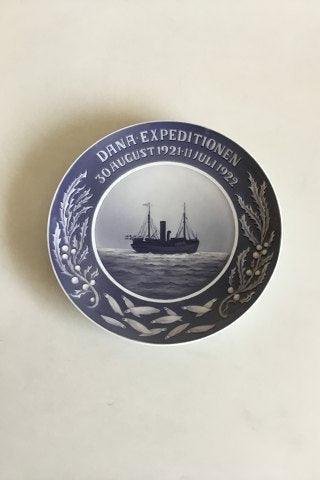 DANA·EXPEDITIONEN
30 AUGUST 1921·11 JULI 1922